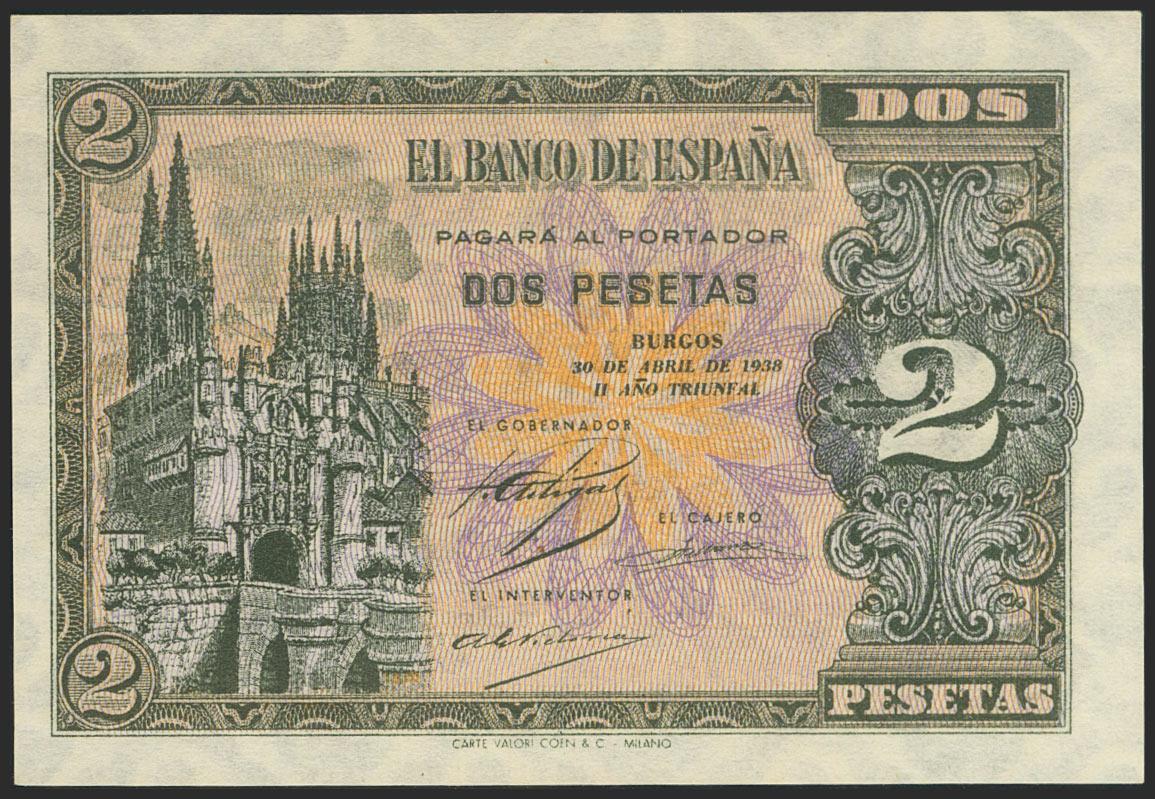 2
DOS
EL BANCO DE ESPAÑA
PAGARÁ AL PORTADOR
DOS PESETAS
BURGOS
30 DE ABRIL DE 1938
II AÑO TRIUNFAL
2
EL GOBERNADOR
EL CAJERO
EL INTERVENTOR
2
PESETAS
CARTE VALORI COEN & C. - MILANO